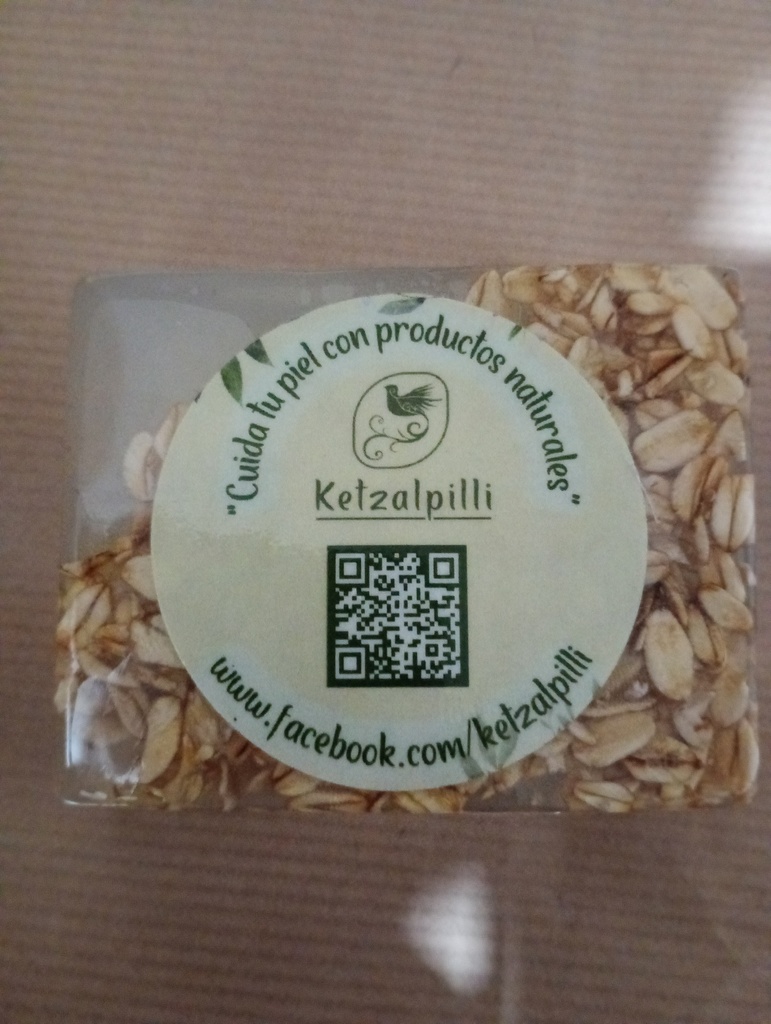 "Cuida tu piel con productos naturales"
Ketzalpilli
www.facebook.com/ketzalpilli